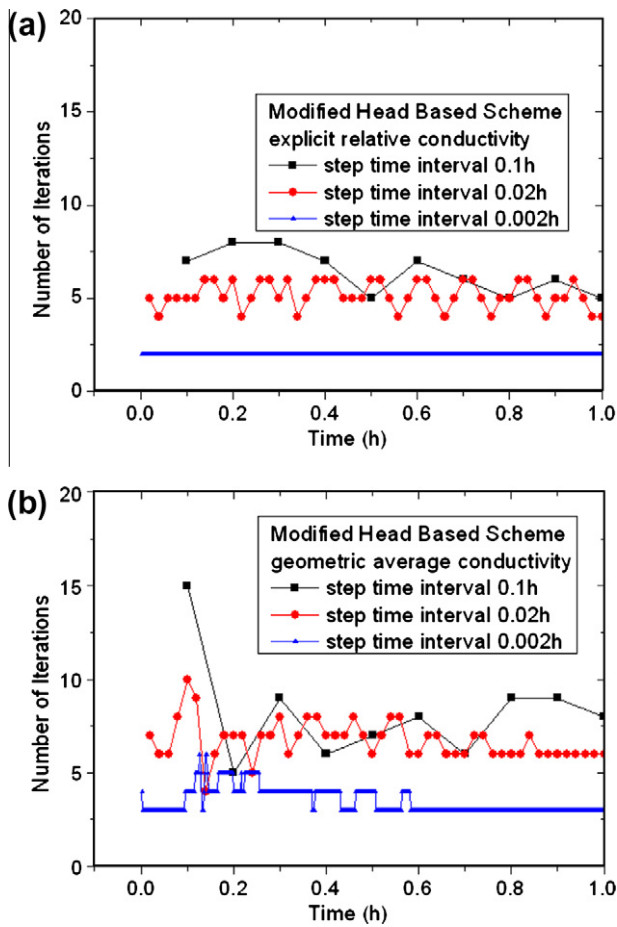 (a)
20
15
10
5
0
Number of Iterations
Modified Head Based Scheme
explicit relative conductivity
step time interval 0.1h
step time interval 0.02h
step time interval 0.002h
0.0 0.2 0.4 0.6 0.8 1.0
Time (h)
(b)
20
15
10
5
0
Number of Iterations
Modified Head Based Scheme
geometric average conductivity
step time interval 0.1h
step time interval 0.02h
step time interval 0.002h
0.0 0.2 0.4 0.6 0.8 1.0
Time (h)